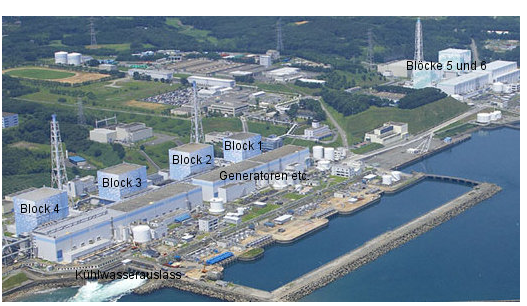 Blöcke 5 und 6
Block 1
Block 2
Generatoren etc.
Block 3
Block 4
Kühlwasserauslass